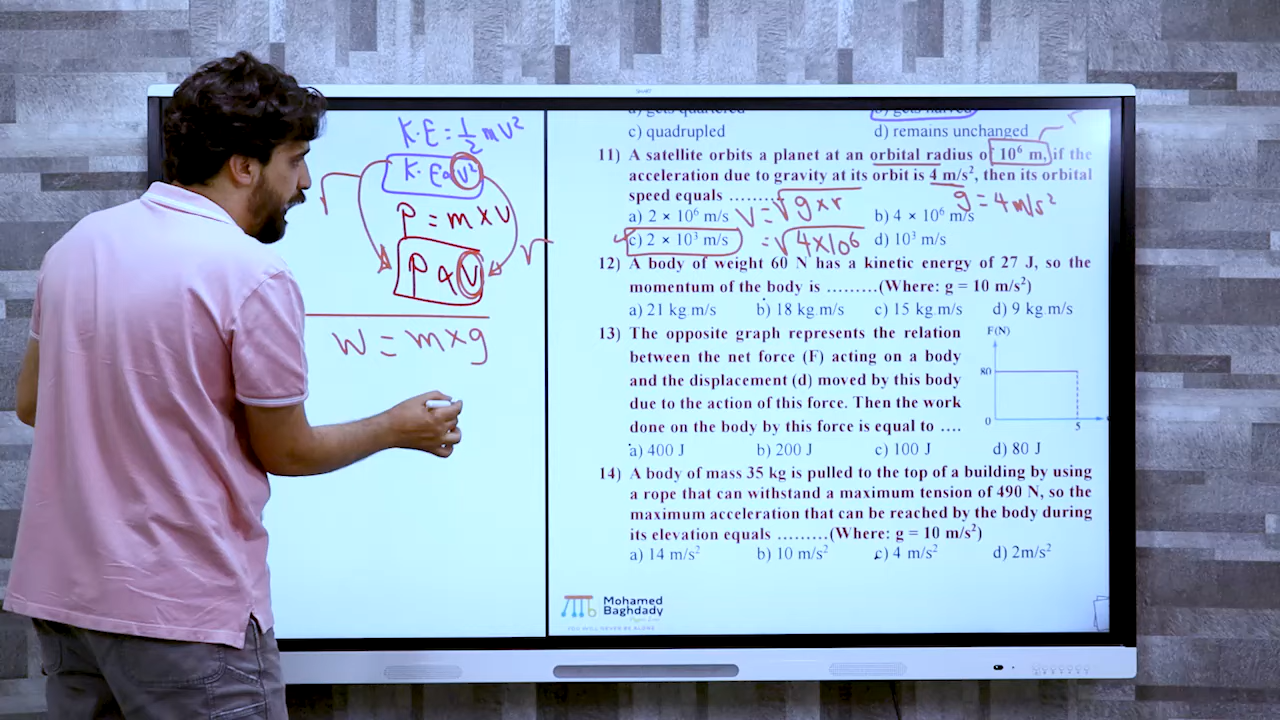 K.E = 1/2 mv²
K.E α v²
P = m x v
P α v
W = m x g
c) quadrupled
d) remains unchanged
11) A satellite orbits a planet at an orbital radius of 10⁶ m, if the
acceleration due to gravity at its orbit is 4 m/s², then its orbital
speed equals .........
V = √g x r
g = 4 m/s²
a) 2 × 10⁶ m/s
b) 4 × 10⁶ m/s
c) 2 × 10³ m/s
= √4 x 10⁶
d) 10³ m/s
12) A body of weight 60 N has a kinetic energy of 27 J, so the
momentum of the body is .........(Where: g = 10 m/s²)
a) 21 kg.m/s b) 18 kg.m/s c) 15 kg.m/s d) 9 kg.m/s
13) The opposite graph represents the relation
between the net force (F) acting on a body
and the displacement (d) moved by this body
due to the action of this force. Then the work
done on the body by this force is equal to ....
F(N)
80
0
5
a) 400 J b) 200 J c) 100 J d) 80 J
14) A body of mass 35 kg is pulled to the top of a building by using
a rope that can withstand a maximum tension of 490 N, so the
maximum acceleration that can be reached by the body during
its elevation equals .........(Where: g = 10 m/s²)
a) 14 m/s² b) 10 m/s² c) 4 m/s² d) 2m/s²
Mohamed
Baghdady